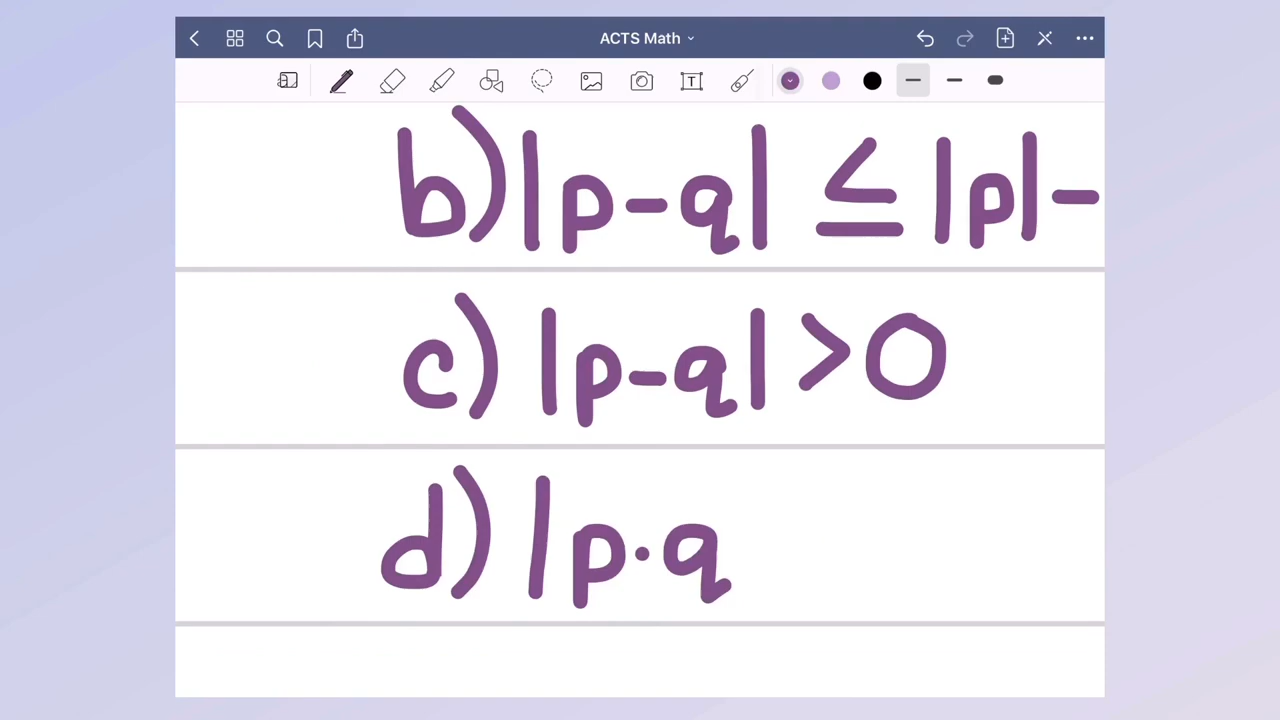 ACTS Math
T
b) |p-q| ≤ |p|-
c) |p-q| >0
d) |p·q